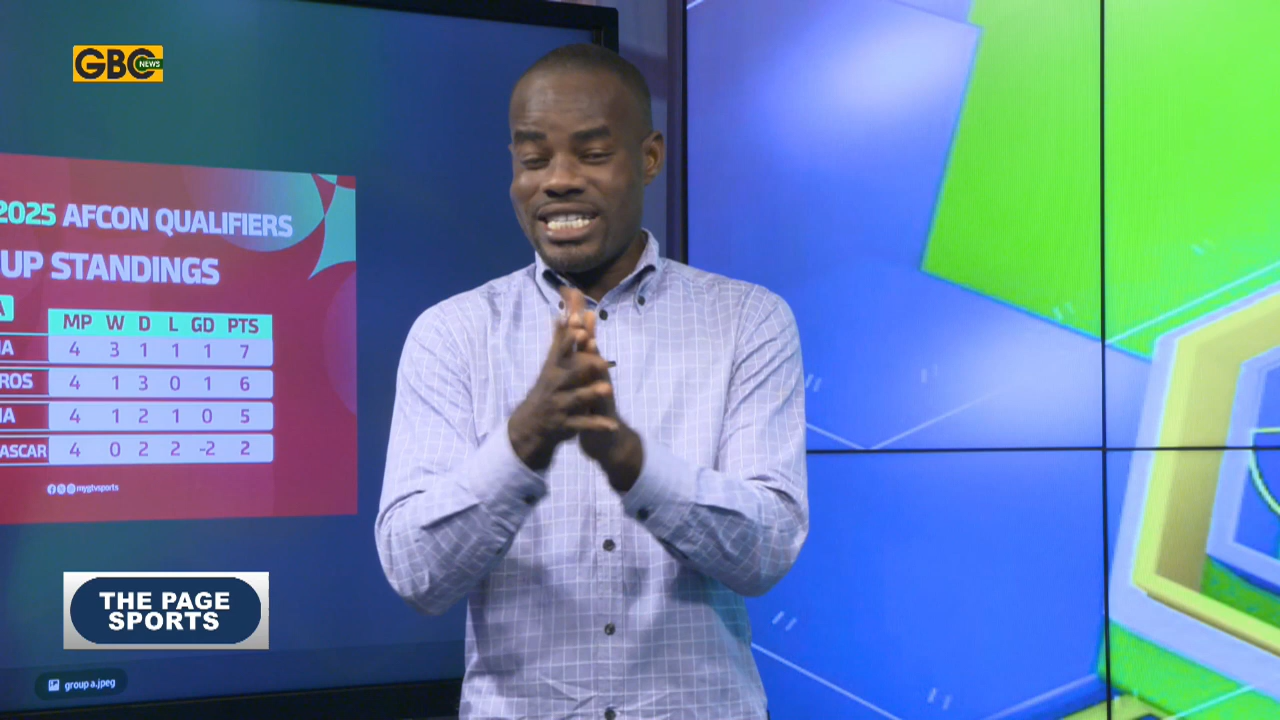 GBC NEWS
2025 AFCON QUALIFIERS
UP STANDINGS
A
MP W D L GD PTS
IA 4 3 1 1 1 7
ROS 4 1 3 0 1 6
IA 4 1 2 1 0 5
ASCAR 4 0 2 2 -2 2
mygtvsports
THE PAGE
SPORTS
group a.jpeg